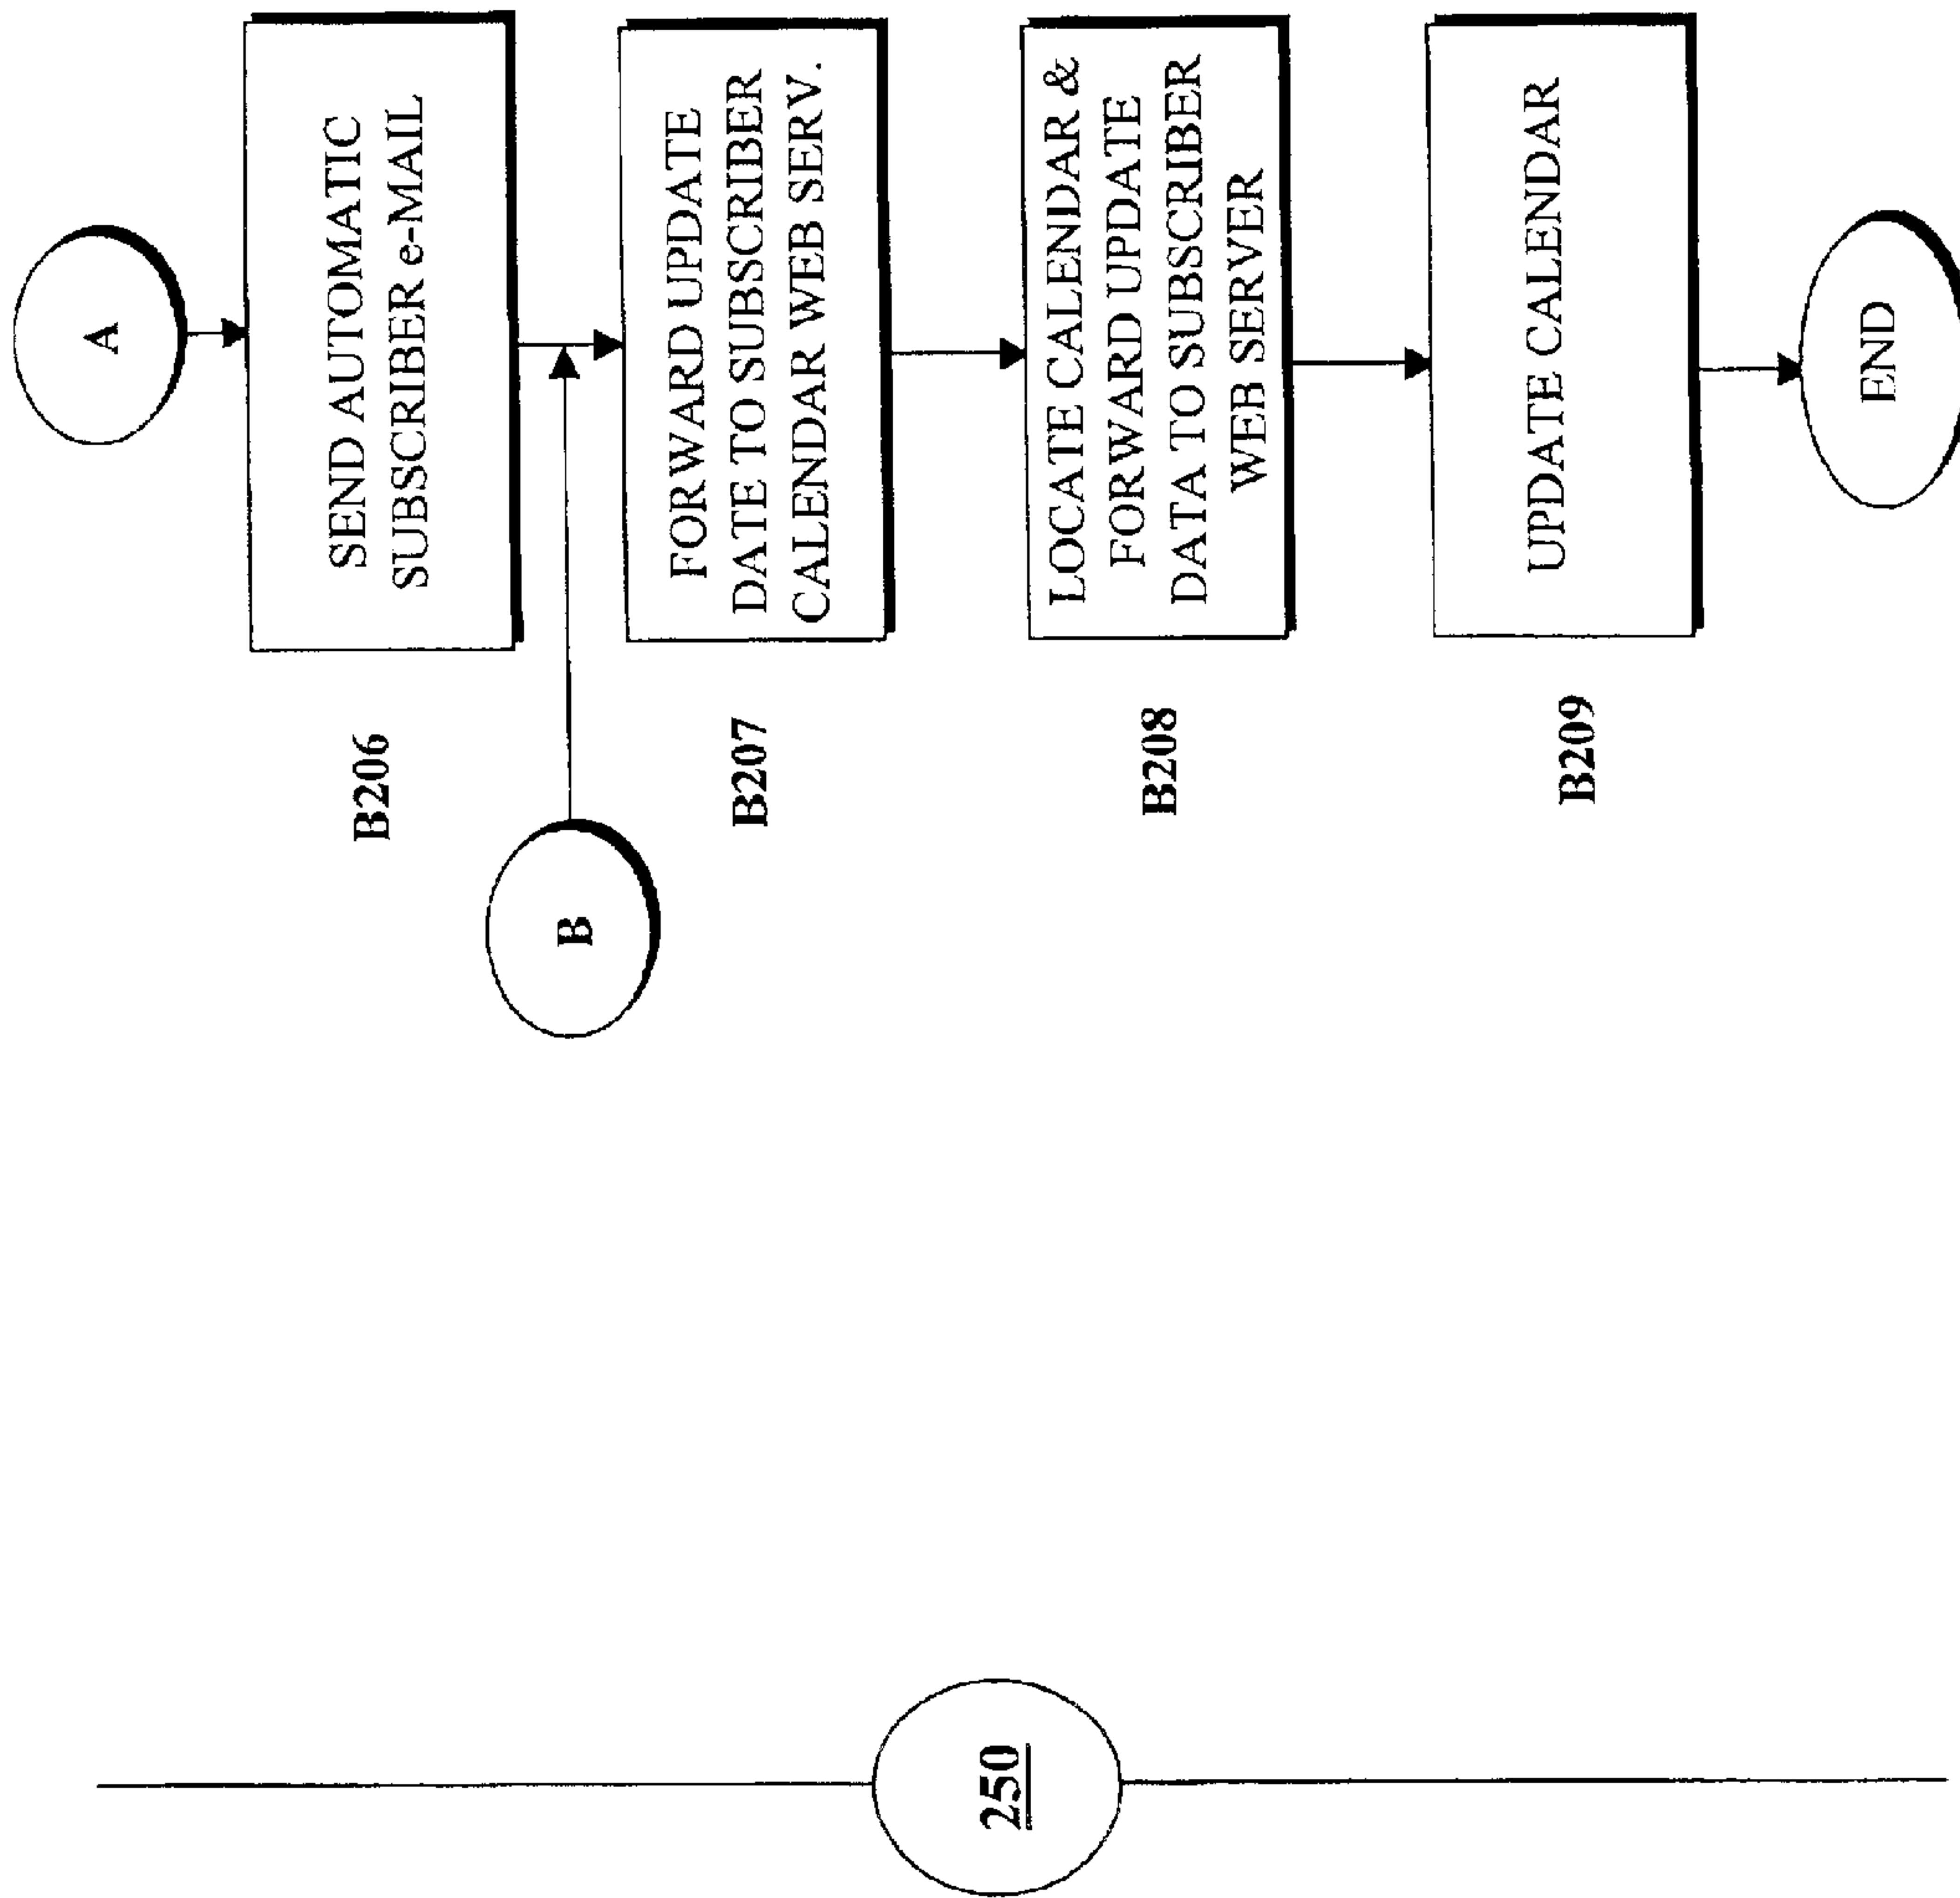 A
SEND AUTOMATIC
SUBSCRIBER e-MAIL
B206
B
FORWARD UPDATE
DATE TO SUBSCRIBER
CALENDAR WEB SERV.
B207
LOCATE CALENDAR &
FORWARD UPDATE
DATA TO SUBSCRIBER
WEB SERVER
B208
UPDATE CALENDAR
B209
END
250